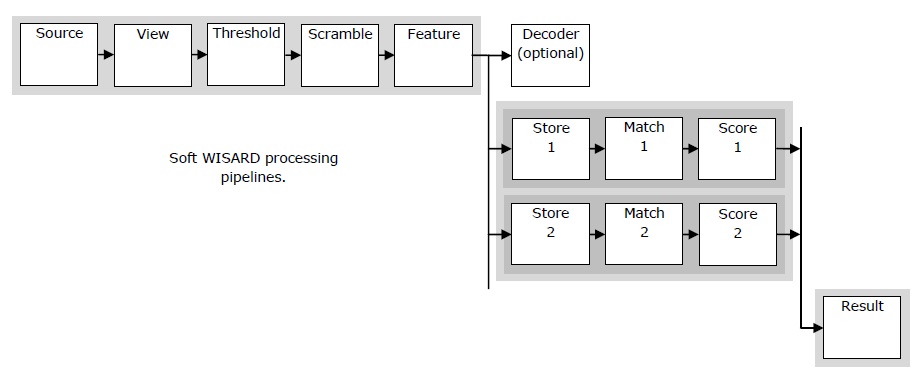 Source
View
Threshold
Scramble
Feature
Decoder
(optional)
Store
1
Match
1
Score
1
Soft WISARD processing
pipelines.
Store
2
Match
2
Score
2
Result